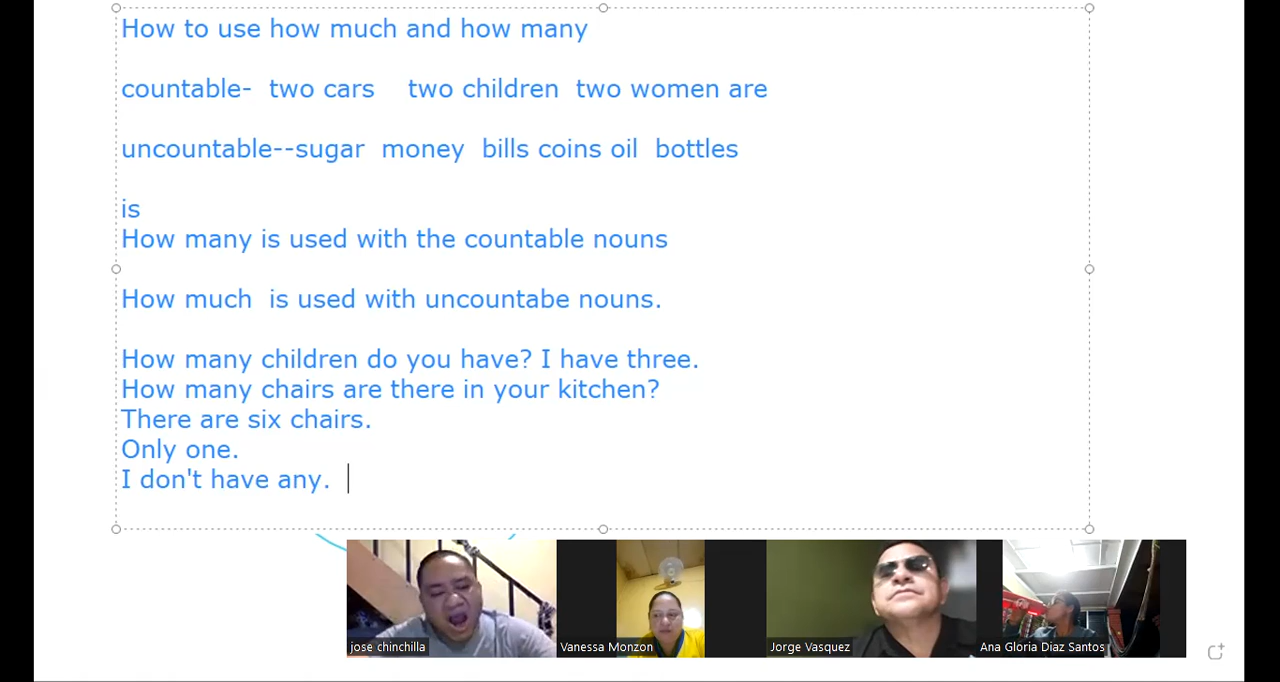 How to use how much and how many
countable-  two cars    two children  two women are
uncountable--sugar  money  bills coins oil  bottles
is
How many is used with the countable nouns
How much  is used with uncountabe nouns.
How many children do you have? I have three.
How many chairs are there in your kitchen?
There are six chairs.
Only one.
I don't have any.
jose chinchilla
Vanessa Monzon
Jorge Vasquez
Ana Gloria Diaz Santos